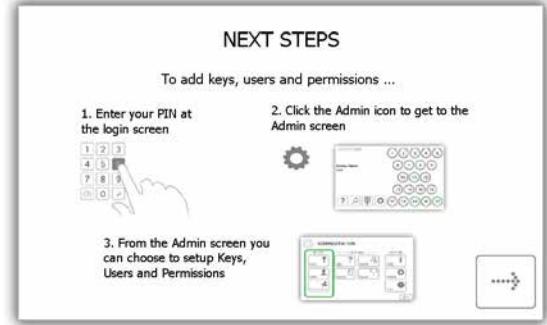 NEXT STEPS
To add keys, users and permissions ...
1. Enter your PIN at
the login screen
2. Click the Admin icon to get to the
Admin screen
1 2 3
4 5
7 8 9
0
3. From the Admin screen you
can choose to setup Keys,
Users and Permissions